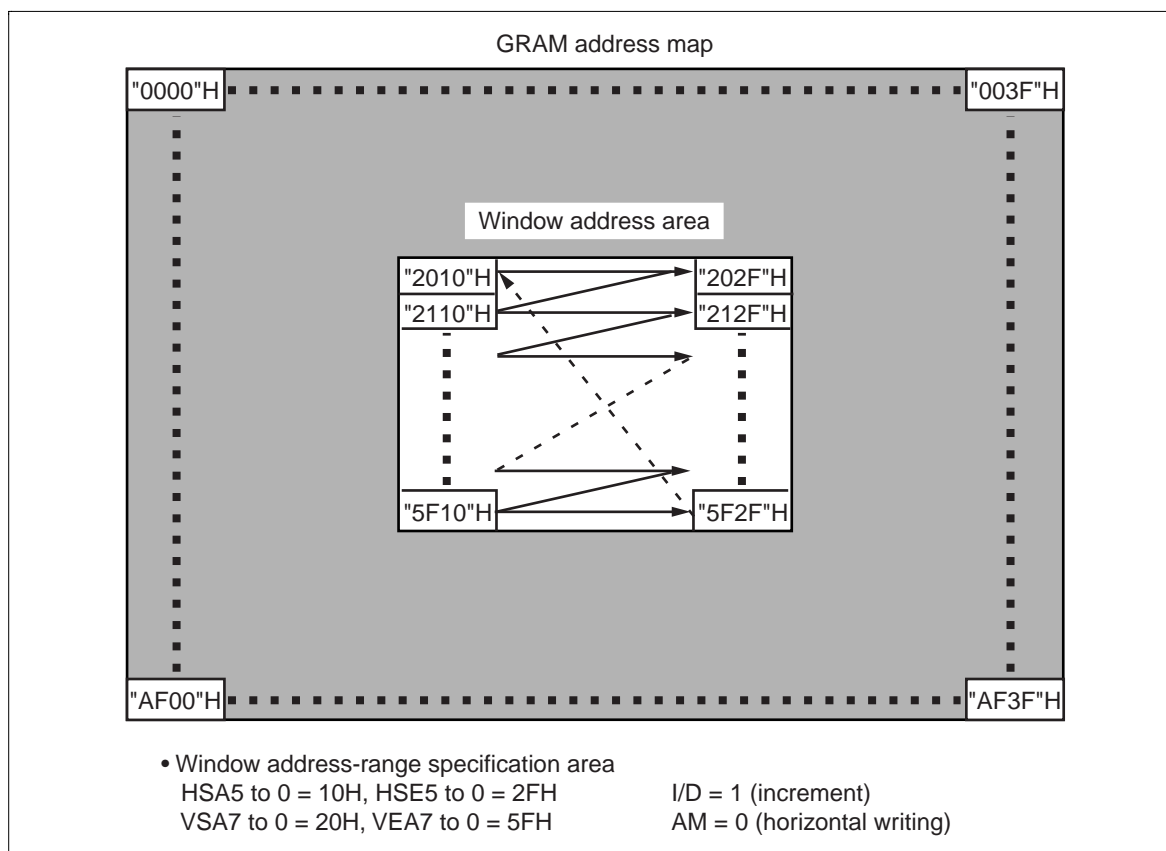 GRAM address map
"0000"H "003F"H
Window address area
"2010"H "202F"H
"2110"H "212F"H
"5F10"H "5F2F"H
"AF00"H "AF3F"H
• Window address-range specification area
HSA5 to 0 = 10H, HSE5 to 0 = 2FH I/D = 1 (increment)
VSA7 to 0 = 20H, VEA7 to 0 = 5FH AM = 0 (horizontal writing)